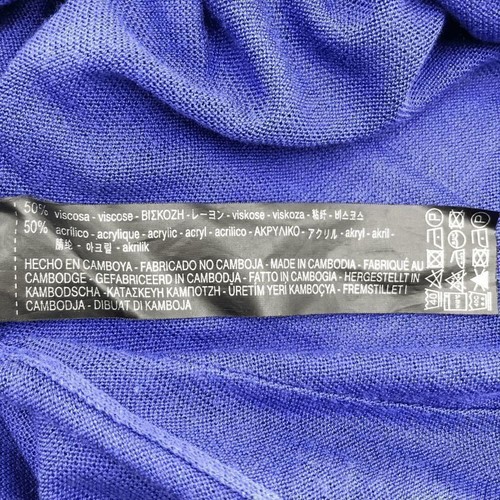 50% viscosa - viscose - ΒΙΣΚΟΖΗ - レーヨン - viskose - viskoza - 黏纤 - 비스코스
50% acrílico - acrylique - acrylic - acryl - acrilico - ΑΚΡΥΛΙΚΟ - アクリル - akryl - akril -
腈纶 - 아크릴 - akrilik
HECHO EN CAMBOYA - FABRICADO NO CAMBOJA - MADE IN CAMBODIA - FABRIQUÉ AU
CAMBODGE - GEFABRICEERD IN CAMBODJA - FATTO IN CAMBOGIA - HERGESTELLT IN
KAMBODSCHA - ΚΑΤΑΣΚΕΥΗ ΚΑΜΠΟΤΖΗ - ÜRETİM YERİ KAMBOÇYA - FREMSTILLET I
CAMBODJA - DIBUAT DI KAMBOJA